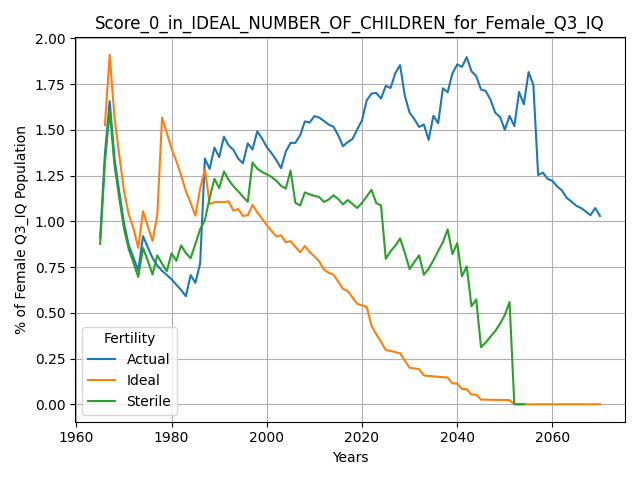 Score_0_in_IDEAL_NUMBER_OF_CHILDREN_for_Female_Q3_IQ
2.00
1.75
1.50
1.25
1.00
0.75
0.50
0.25
0.00
% of Female Q3_IQ Population
Fertility
Actual
Ideal
Sterile
1960
1980
2000
2020
2040
2060
Years